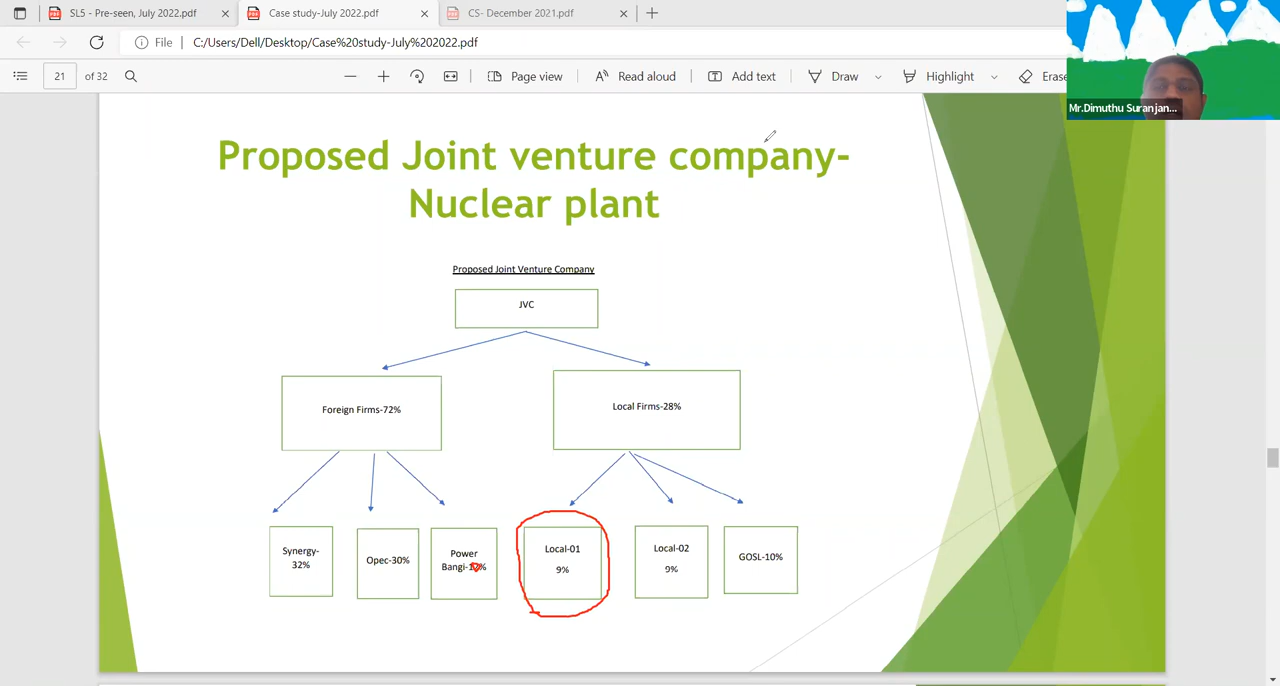 SL5 - Pre-seen, July 2022.pdf
Case study-July 2022.pdf
CS- December 2021.pdf
File
C:/Users/Dell/Desktop/Case%20study-July%202022.pdf
21 of 32
Page view
Read aloud
Add text
Draw
Highlight
Mr.Dimuthu Suranjan...
Proposed Joint venture company-
Nuclear plant
Proposed Joint Venture Company
JVC
Foreign Firms-72%
Local Firms-28%
Synergy-
32%
Opec-30%
Power
Local-01
9%
Local-02
9%
GOSL-10%